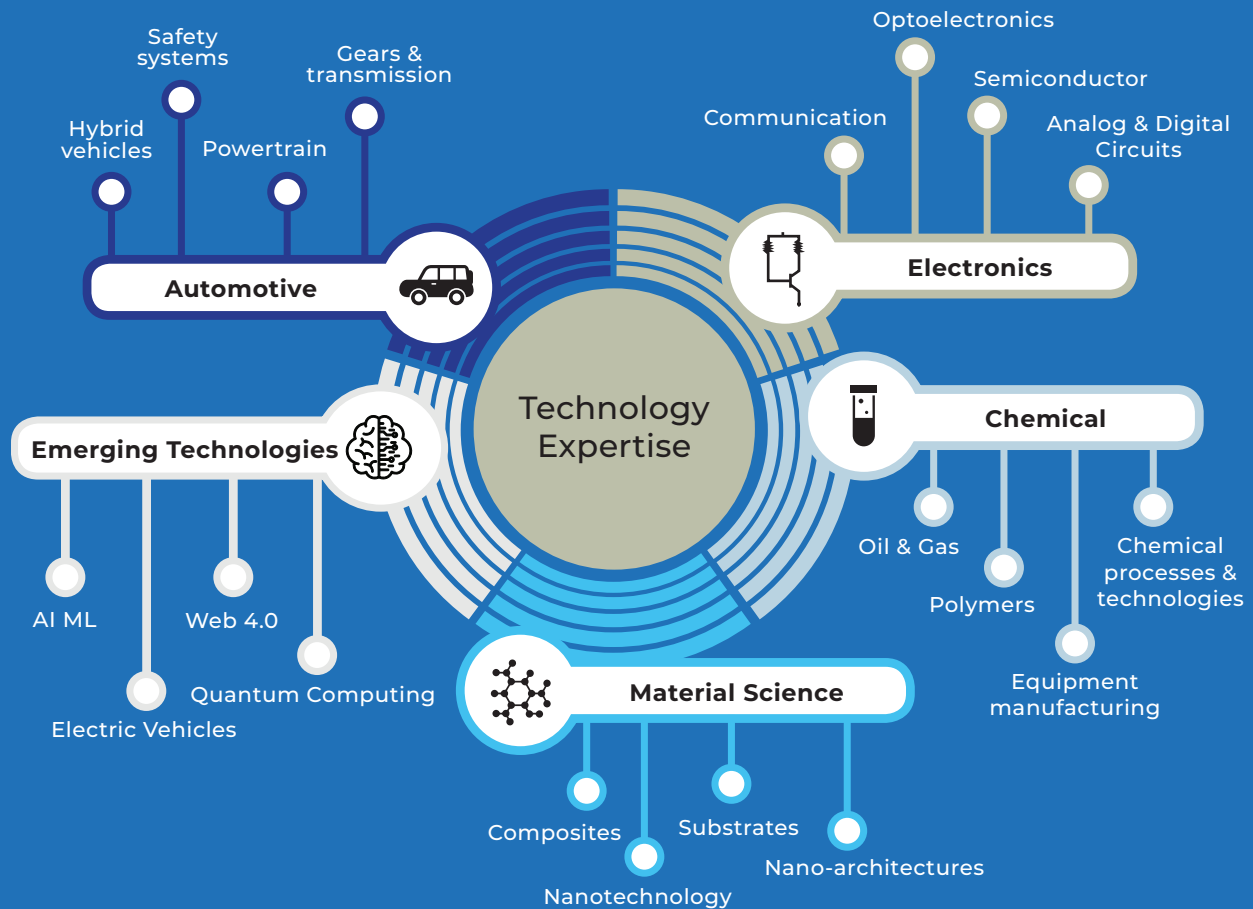 Safety
systems
Gears &
transmission
Hybrid
vehicles
Powertrain
Automotive
Optoelectronics
Semiconductor
Communication
Analog & Digital
Circuits
Electronics
Technology
Expertise
Chemical
Oil & Gas
Polymers
Equipment
manufacturing
Chemical
processes &
technologies
Emerging Technologies
AI ML
Electric Vehicles
Web 4.0
Quantum Computing
Material Science
Composites
Nanotechnology
Substrates
Nano-architectures